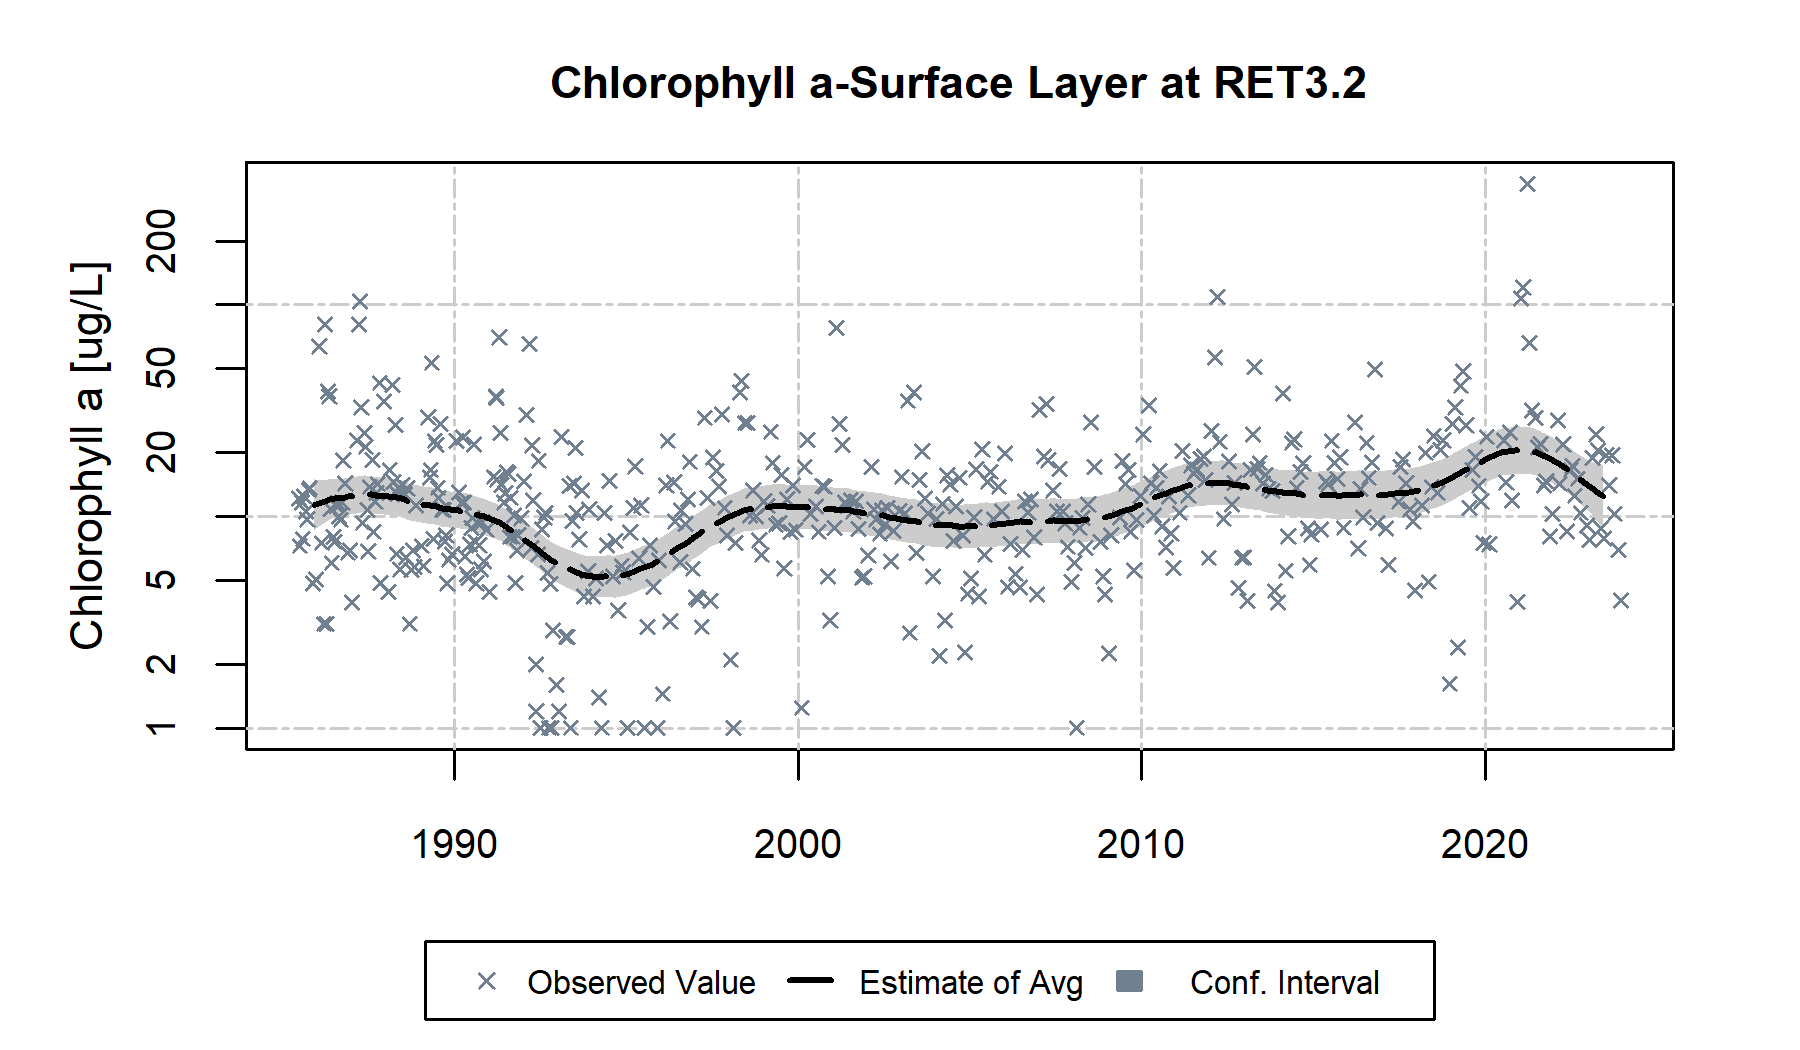 Chlorophyll a-Surface Layer at RET3.2
Chlorophyll a [ug/L]
200
50
20
5
2
1
1990 2000 2010 2020
Observed Value Estimate of Avg Conf. Interval